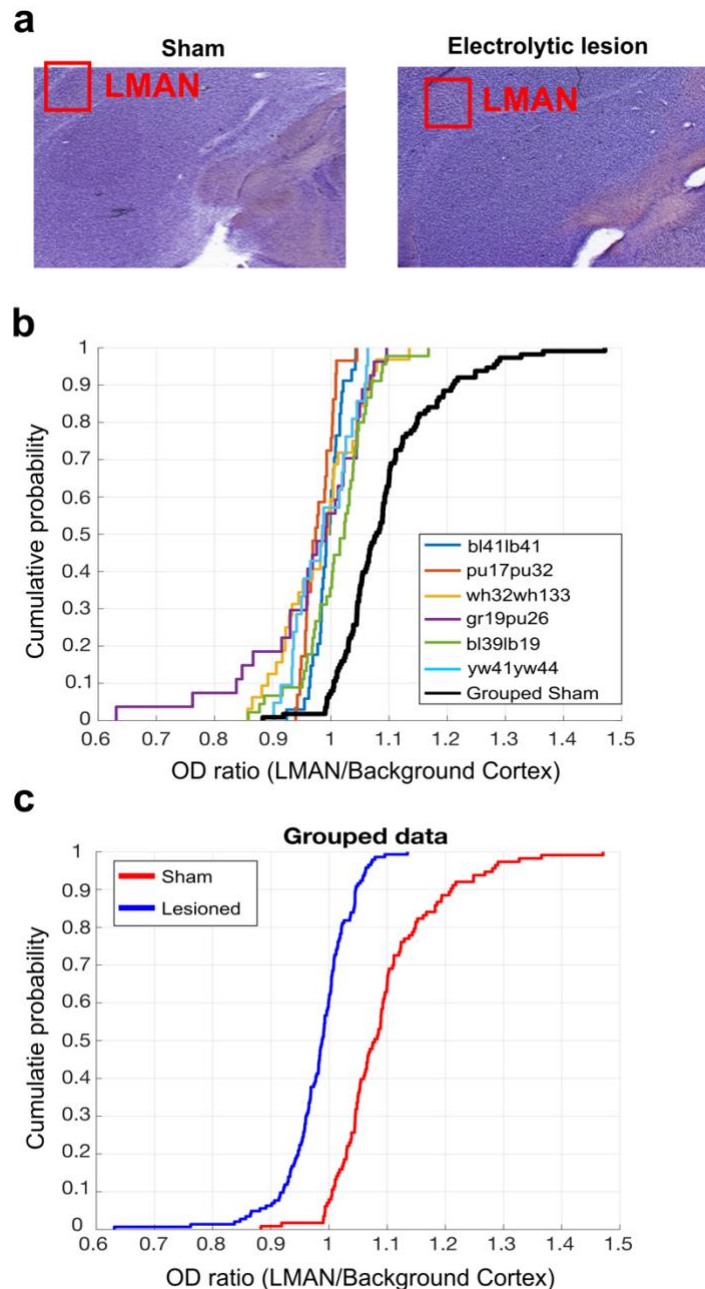 a
Sham
Electrolytic lesion
LMAN
LMAN
b
1
0.9
0.8
0.7
0.6
0.5
0.4
0.3
0.2
0.1
0
Cumulative probability
bl41lb41
pu17pu32
wh32wh133
gr19pu26
bl39lb19
yw41yw44
Grouped Sham
0.6 0.7 0.8 0.9 1 1.1 1.2 1.3 1.4 1.5
OD ratio (LMAN/Background Cortex)
c
Grouped data
1
0.9
0.8
0.7
0.6
0.5
0.4
0.3
0.2
0.1
0
Cumulatie probability
Sham
Lesioned
0.6 0.7 0.8 0.9 1 1.1 1.2 1.3 1.4 1.5
OD ratio (LMAN/Background Cortex)